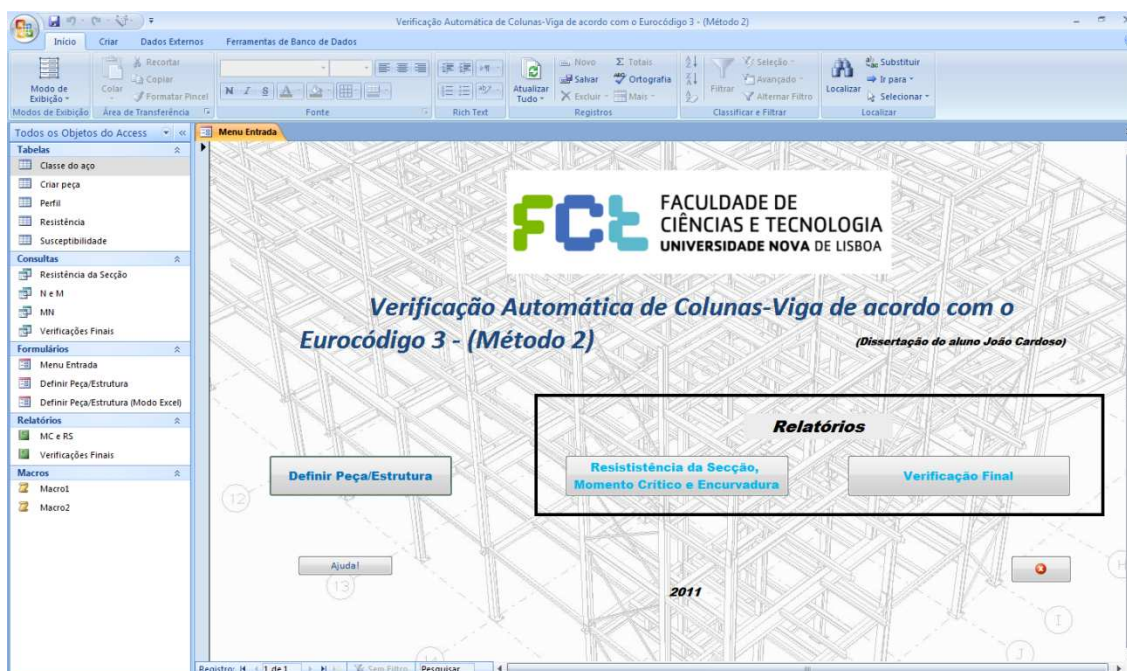 Verificação Automática de Colunas-Viga de acordo com o Eurocódigo 3 - (Método 2)
Início Criar Dados Externos Ferramentas de Banco de Dados
Modo de Exibição
Colar
Recortar
Copiar
Formatar Pincel
N I S A
Atualizar Tudo
Novo
Salvar
Excluir
Totais
Ortografia
Mais
Filtrar
Seleção
Avançado
Alternar Filtro
Localizar
Substituir
Ir para
Selecionar
Modos de Exibição Área de Transferência Fonte Rich Text Registros Classificar e Filtrar Localizar
Todos os Objetos do Access
Tabelas
Classe do aço
Criar peça
Perfil
Resistência
Susceptibilidade
Consultas
Resistência da Secção
N e M
MN
Verificações Finais
Formulários
Menu Entrada
Definir Peça/Estrutura
Definir Peça/Estrutura (Modo Excel)
Relatórios
MC e RS
Verificações Finais
Macros
Macro1
Macro2
Menu Entrada
FCt
FACULDADE DE
CIÊNCIAS E TECNOLOGIA
UNIVERSIDADE NOVA DE LISBOA
Verificação Automática de Colunas-Viga de acordo com o
Eurocódigo 3 - (Método 2)
(Dissertação do aluno João Cardoso)
Relatórios
Definir Peça/Estrutura
Resististência da Secção,
Momento Crítico e Encurvadura
Verificação Final
12
Ajuda!
13
2011
H
I
J
14
Registro: 1 de 1 Sem Filtro Pesquisar